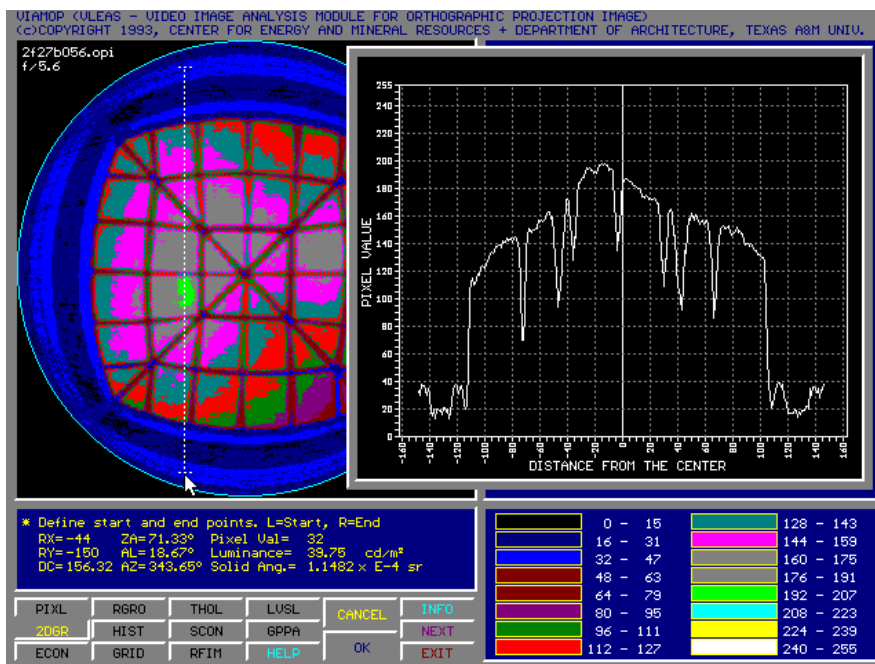 VIAMOP (VLEAS - VIDEO IMAGE ANALYSIS MODULE FOR ORTHOGRAPHIC PROJECTION IMAGE)
(c)COPYRIGHT 1993, CENTER FOR ENERGY AND MINERAL RESOURCES + DEPARTMENT OF ARCHITECTURE, TEXAS A&M UNIV.
2f27b056.opi
f/5.6
255
240
220
200
180
160
140
120
100
80
60
40
20
0
PIXEL VALUE
-160 -140 -120 -100 -80 -60 -40 -20 0 20 40 60 80 100 120 140 160
DISTANCE FROM THE CENTER
* Define start and end points. L=Start, R=End
RX=-44 ZA=71.33° Pixel Val= 32
RY=-150 AL=18.67° Luminance= 39.75 cd/m²
DC=156.32 AZ=343.65° Solid Ang.= 1.1482 x E-4 sr
0 - 15 128 - 143
16 - 31 144 - 159
32 - 47 160 - 175
48 - 63 176 - 191
64 - 79 192 - 207
80 - 95 208 - 223
96 - 111 224 - 239
112 - 127 240 - 255
PIXL RGRO THOL LVSL CANCEL INFO
2DGR HIST SCON GPPA NEXT
ECON GRID RFIM HELP OK EXIT